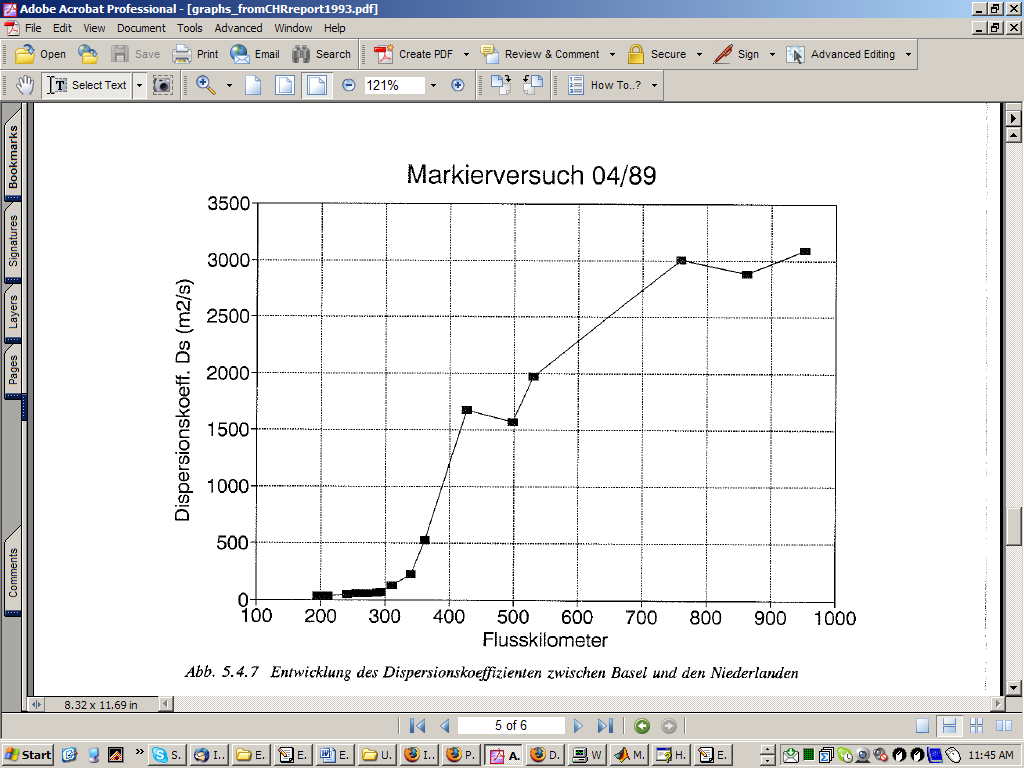 Adobe Acrobat Professional - [graphs_fromCHRreport1993.pdf]
File Edit View Document Tools Advanced Window Help
Open Save Print Email Search Create PDF Review & Comment Secure Sign Advanced Editing
Select Text 121% How To..?
Bookmarks
Signatures
Layers
Pages
Comments
Markierversuch 04/89
Dispersionskoeff. Ds (m2/s)
3500
3000
2500
2000
1500
1000
500
0
100 200 300 400 500 600 700 800 900 1000
Flusskilometer
Abb. 5.4.7 Entwicklung des Dispersionskoeffizienten zwischen Basel und den Niederlanden
8.32 x 11.69 in
5 of 6
Start » S. I.. E. E. E. U. I.. P. A. D. W M. H. E. 11:45 AM